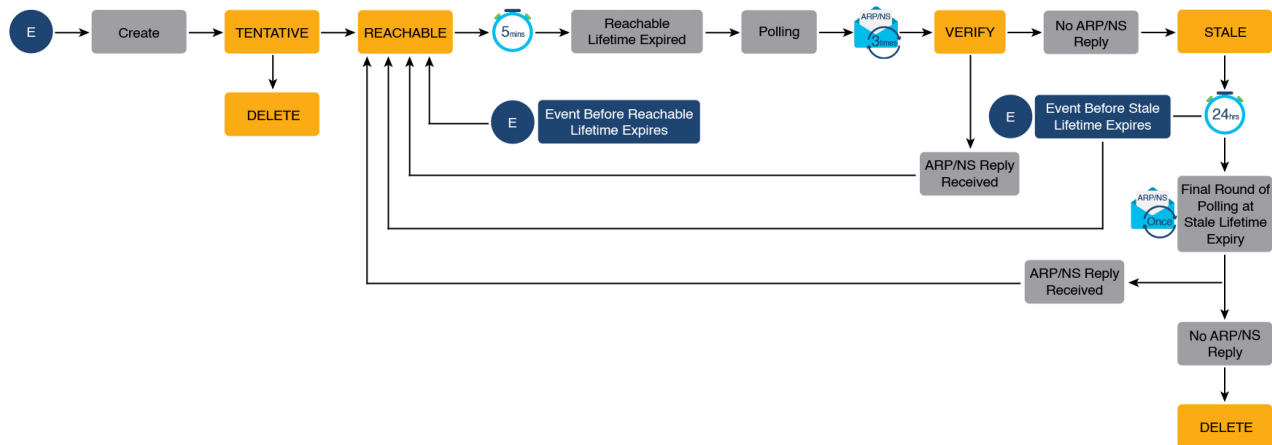 E
Create
TENTATIVE
REACHABLE
5mins
Reachable
Lifetime Expired
Polling
ARP/NS
3times
VERIFY
No ARP/NS
Reply
STALE
DELETE
E
Event Before Reachable
Lifetime Expires
E
Event Before Stale
Lifetime Expires
24hrs
ARP/NS Reply
Received
ARP/NS
Once
Final Round of
Polling at
Stale Lifetime
Expiry
ARP/NS Reply
Received
No ARP/NS
Reply
DELETE